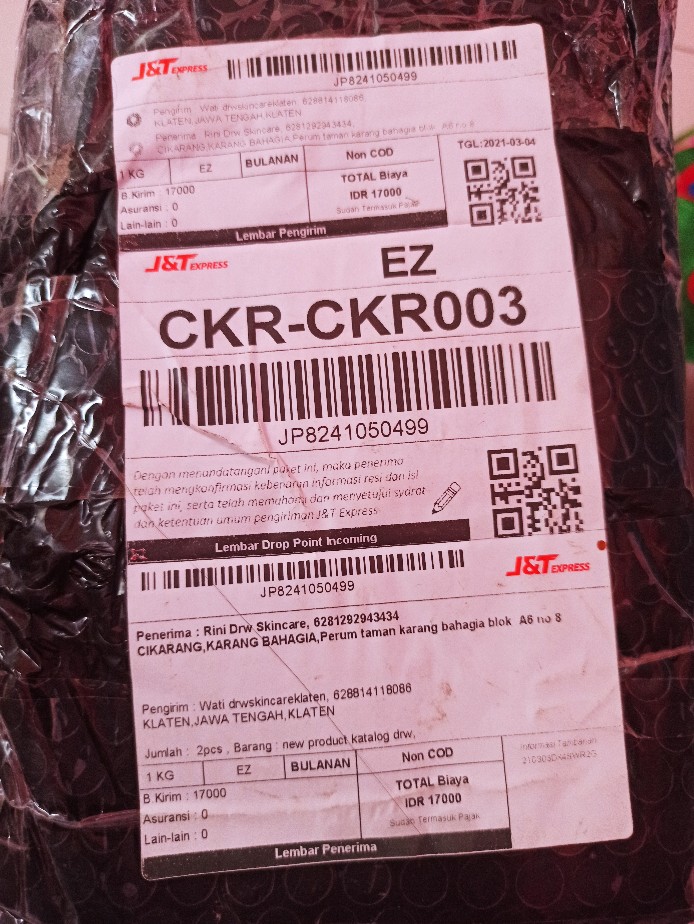 J&T EXPRESS
JP8241050499
Pengirim : Wati drwskincareklaten, 628814118086
KLATEN,JAWA TENGAH,KLATEN
Penerima : Rini Drw Skincare, 6281292943434,
CIKARANG,KARANG BAHAGIA,Perum taman karang bahagia blok A6 no 8
1 KG EZ BULANAN Non COD TGL:2021-03-04
B.Kirim : 17000
Asuransi : 0
Lain-lain : 0
TOTAL Biaya
IDR 17000
Sudah Termasuk Pajak
Lembar Pengirim
J&T EXPRESS
EZ
CKR-CKR003
JP8241050499
Dengan menandatangani paket ini, maka penerima
telah mengkonfirmasi kebenaran informasi resi dan isi
paket ini, serta telah memahami dan menyetujui syarat
dan ketentuan umum pengiriman J&T Express
Lembar Drop Point Incoming
J&T EXPRESS
JP8241050499
Penerima : Rini Drw Skincare, 6281292943434
CIKARANG,KARANG BAHAGIA,Perum taman karang bahagia blok A6 no 8
Pengirim : Wati drwskincareklaten, 628814118086
KLATEN,JAWA TENGAH,KLATEN
Jumlah : 2pcs , Barang : new product katalog drw,
1 KG EZ BULANAN Non COD
B.Kirim : 17000
Asuransi : 0
Lain-lain : 0
TOTAL Biaya
IDR 17000
Sudah Termasuk Pajak
Informasi Tambahan
Lembar Penerima